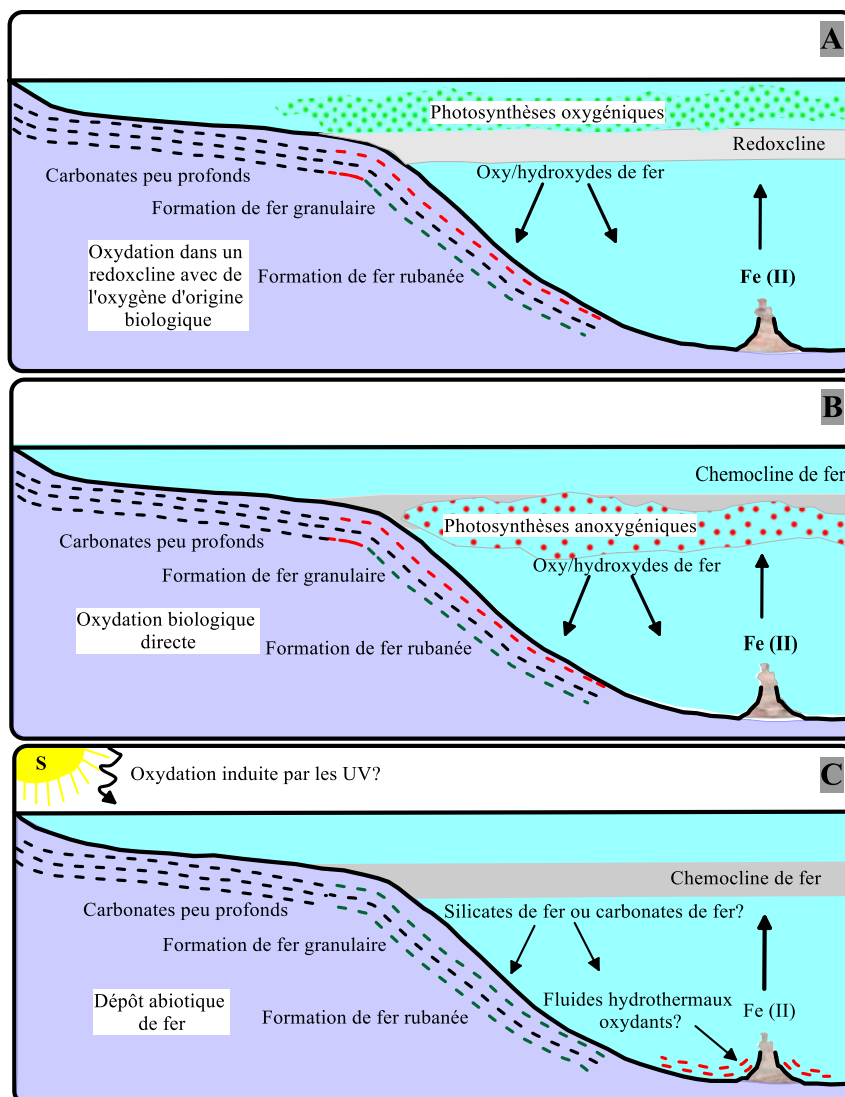 A
Photosynthèses oxygéniques
Redoxcline
Carbonates peu profonds
Oxy/hydroxydes de fer
Formation de fer granulaire
Oxydation dans un
redoxcline avec de
l'oxygène d'origine
biologique
Formation de fer rubanée
Fe (II)
B
Chemocline de fer
Photosynthèses anoxygéniques
Carbonates peu profonds
Oxy/hydroxydes de fer
Formation de fer granulaire
Oxydation biologique
directe
Formation de fer rubanée
Fe (II)
S
Oxydation induite par les UV?
C
Chemocline de fer
Carbonates peu profonds
Silicates de fer ou carbonates de fer?
Formation de fer granulaire
Dépôt abiotique
de fer
Formation de fer rubanée
Fluides hydrothermaux
oxydants?
Fe (II)